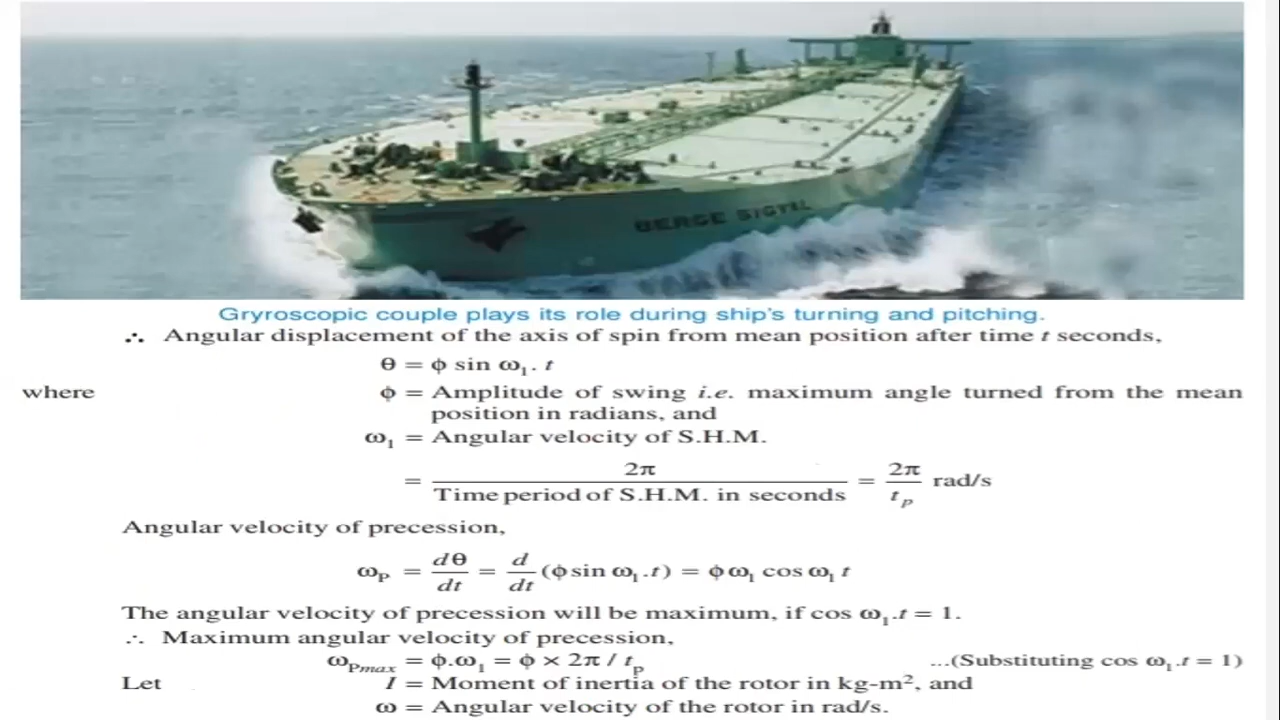 BERGE SIGVAL
Gryroscopic couple plays its role during ship's turning and pitching.
∴ Angular displacement of the axis of spin from mean position after time t seconds,
θ = ϕ sin ω₁ . t
where ϕ = Amplitude of swing i.e. maximum angle turned from the mean
position in radians, and
ω₁ = Angular velocity of S.H.M.
= 2π / Time period of S.H.M. in seconds = 2π / tₚ rad/s
Angular velocity of precession,
ω_P = dθ/dt = d/dt (ϕ sin ω₁ .t) = ϕ ω₁ cos ω₁ t
The angular velocity of precession will be maximum, if cos ω₁.t = 1.
∴ Maximum angular velocity of precession,
ω_Pmax = ϕ.ω₁ = ϕ × 2π / tₚ ...(Substituting cos ω₁.t = 1)
Let I = Moment of inertia of the rotor in kg-m², and
ω = Angular velocity of the rotor in rad/s.